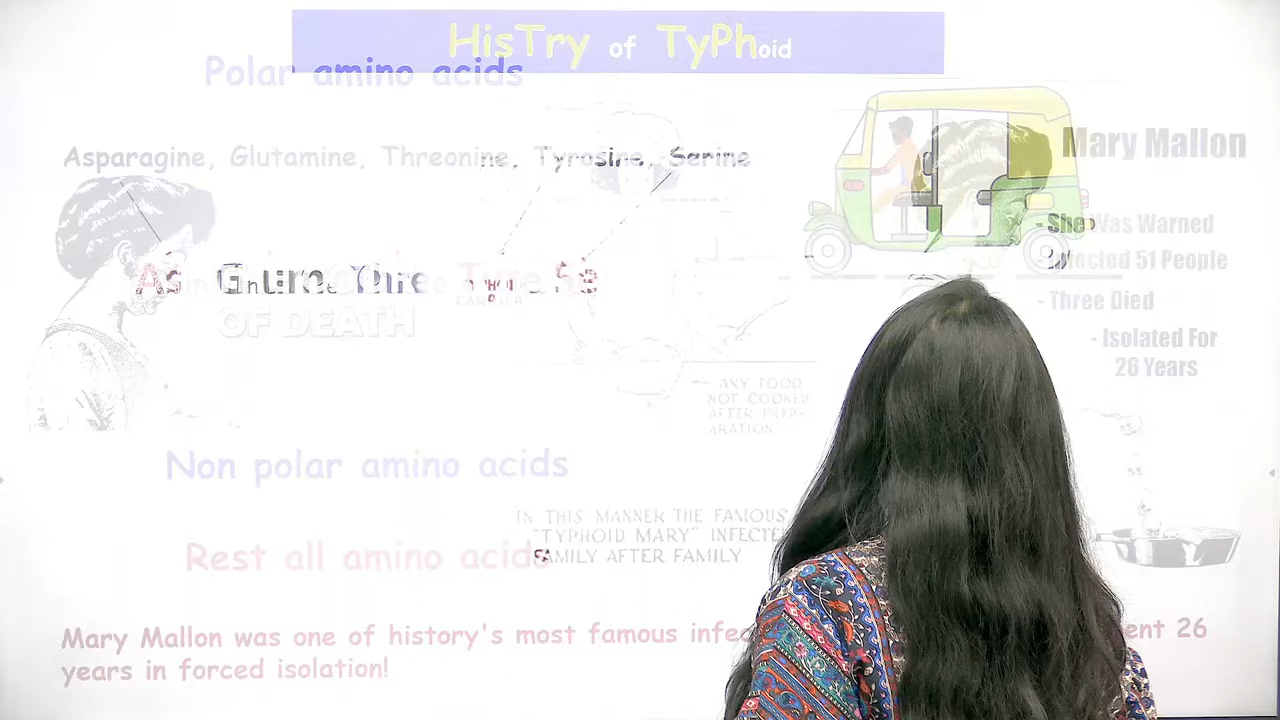 HisTry of TyPhoid
Polar amino acids
Mary Mallon
Asparagine, Glutamine, Threonine, Tyrosine, Serine
- She Was Warned
Infected 51 People
- Three Died
- Isolated For
26 Years
OF DEATH
ANY FOOD
NOT COOKED
AFTER PREP-
ARATION
Non polar amino acids
IN THIS MANNER THE FAMOUS
"TYPHOID MARY" INFECTED
FAMILY AFTER FAMILY
Rest all amino acids
Mary Mallon was one of history's most famous 26
years in forced isolation!